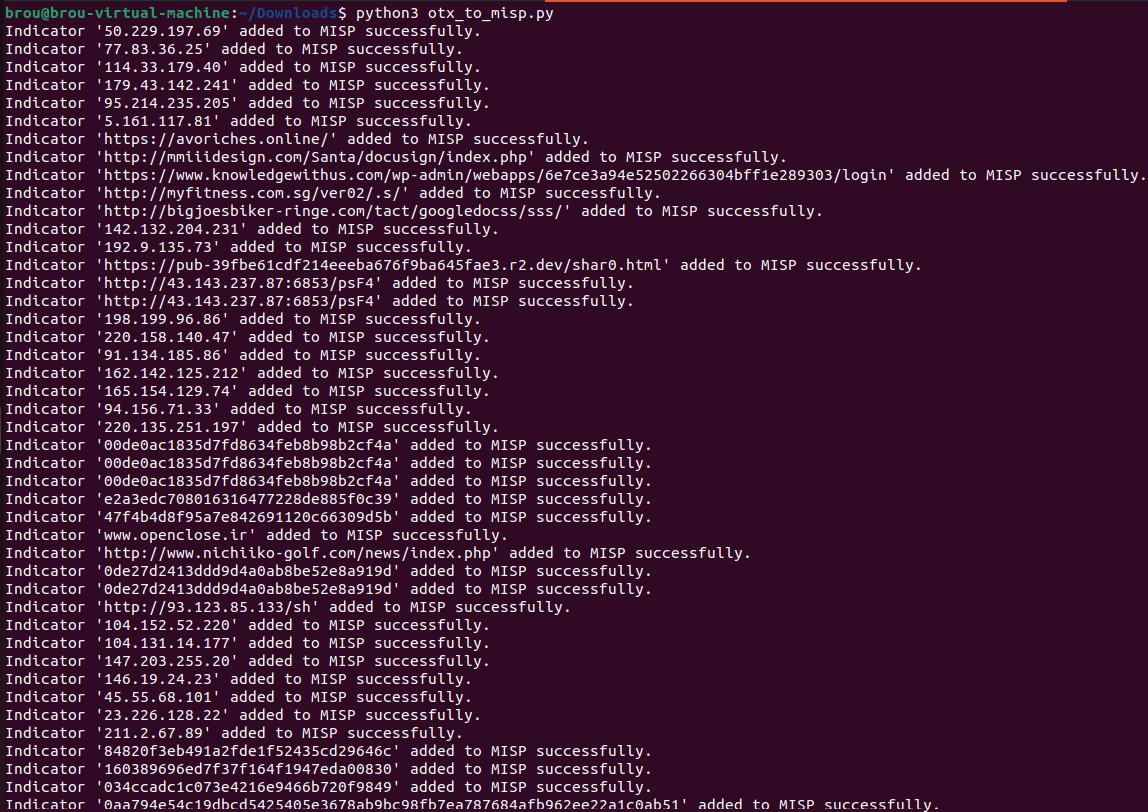 brou@brou-virtual-machine:~/Downloads$ python3 otx_to_misp.py
Indicator '50.229.197.69' added to MISP successfully.
Indicator '77.83.36.25' added to MISP successfully.
Indicator '114.33.179.40' added to MISP successfully.
Indicator '179.43.142.241' added to MISP successfully.
Indicator '95.214.235.205' added to MISP successfully.
Indicator '5.161.117.81' added to MISP successfully.
Indicator 'https://avoriches.online/' added to MISP successfully.
Indicator 'http://mmiiidesign.com/Santa/docusign/index.php' added to MISP successfully.
Indicator 'https://www.knowledgewithus.com/wp-admin/webapps/6e7ce3a94e52502266304bff1e289303/login' added to MISP successfully.
Indicator 'http://myfitness.com.sg/ver02/.s/' added to MISP successfully.
Indicator 'http://bigjoesbiker-ringe.com/tact/googledocss/sss/' added to MISP successfully.
Indicator '142.132.204.231' added to MISP successfully.
Indicator '192.9.135.73' added to MISP successfully.
Indicator 'https://pub-39fbe61cdf214eeeba676f9ba645fae3.r2.dev/shar0.html' added to MISP successfully.
Indicator 'http://43.143.237.87:6853/psF4' added to MISP successfully.
Indicator 'http://43.143.237.87:6853/psF4' added to MISP successfully.
Indicator '198.199.96.86' added to MISP successfully.
Indicator '220.158.140.47' added to MISP successfully.
Indicator '91.134.185.86' added to MISP successfully.
Indicator '162.142.125.212' added to MISP successfully.
Indicator '165.154.129.74' added to MISP successfully.
Indicator '94.156.71.33' added to MISP successfully.
Indicator '220.135.251.197' added to MISP successfully.
Indicator '00de0ac1835d7fd8634feb8b98b2cf4a' added to MISP successfully.
Indicator '00de0ac1835d7fd8634feb8b98b2cf4a' added to MISP successfully.
Indicator '00de0ac1835d7fd8634feb8b98b2cf4a' added to MISP successfully.
Indicator 'e2a3edc708016316477228de885f0c39' added to MISP successfully.
Indicator '47f4b4d8f95a7e842691120c66309d5b' added to MISP successfully.
Indicator 'www.openclose.ir' added to MISP successfully.
Indicator 'http://www.nichiiko-golf.com/news/index.php' added to MISP successfully.
Indicator '0de27d2413ddd9d4a0ab8be52e8a919d' added to MISP successfully.
Indicator '0de27d2413ddd9d4a0ab8be52e8a919d' added to MISP successfully.
Indicator 'http://93.123.85.133/sh' added to MISP successfully.
Indicator '104.152.52.220' added to MISP successfully.
Indicator '104.131.14.177' added to MISP successfully.
Indicator '147.203.255.20' added to MISP successfully.
Indicator '146.19.24.23' added to MISP successfully.
Indicator '45.55.68.101' added to MISP successfully.
Indicator '23.226.128.22' added to MISP successfully.
Indicator '211.2.67.89' added to MISP successfully.
Indicator '84820f3eb491a2fde1f52435cd29646c' added to MISP successfully.
Indicator '160389696ed7f37f164f1947eda00830' added to MISP successfully.
Indicator '034ccadc1c073e4216e9466b720f9849' added to MISP successfully.
Indicator '0aa794e54c19dbcd5425405e3678ab9bc98fb7ea787684afb962ee22a1c0ab51' added to MISP successfully.